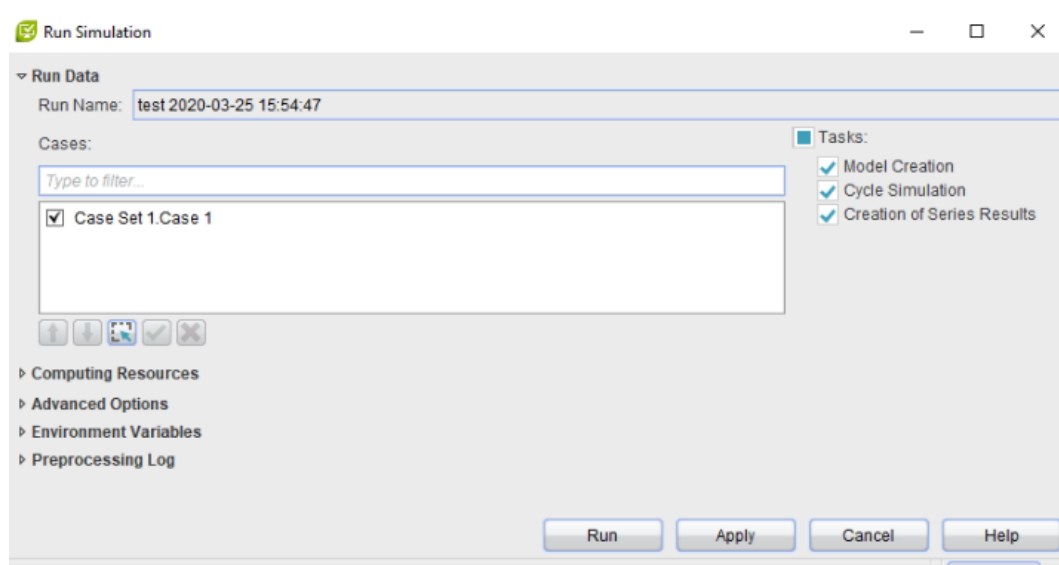 Run Simulation
Run Data
Run Name: test 2020-03-25 15:54:47
Cases:
Type to filter...
Case Set 1.Case 1
Tasks:
Model Creation
Cycle Simulation
Creation of Series Results
Computing Resources
Advanced Options
Environment Variables
Preprocessing Log
Run Apply Cancel Help